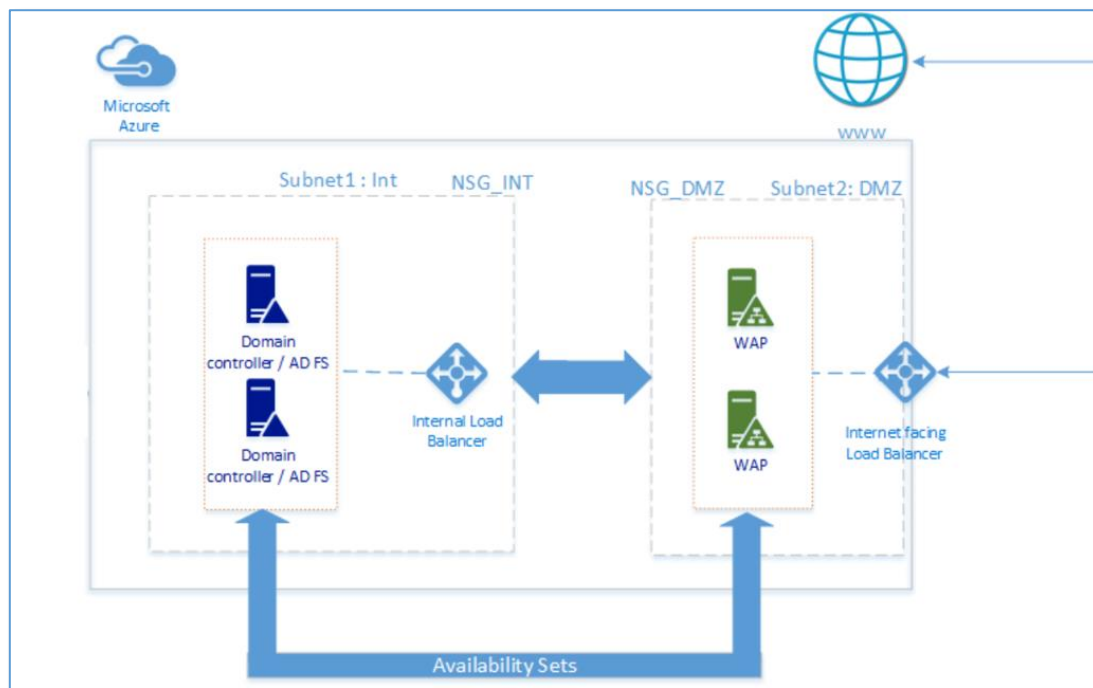 Microsoft
Azure
www
Subnet1 : Int
NSG_INT
NSG_DMZ
Subnet2: DMZ
Domain
controller / AD FS
Domain
controller / AD FS
Internal Load
Balancer
WAP
WAP
Internet facing
Load Balancer
Availability Sets